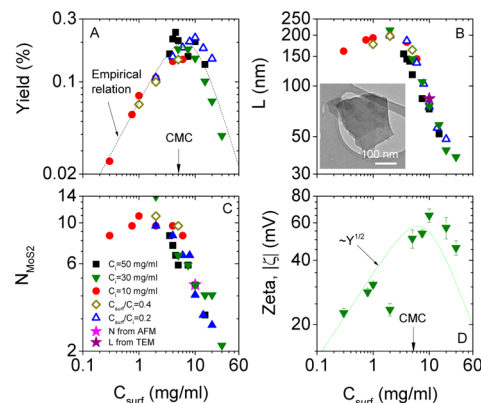 0.3
A
Yield (%)
0.1
Empirical
relation
CMC
0.02
B
250
200
150
L (nm)
100
50
30
100 nm
14
10
C
N_MoS2
C_i=50 mg/ml
C_i=30 mg/ml
C_i=10 mg/ml
C_surf/C_i=0.4
C_surf/C_i=0.2
N from AFM
L from TEM
2
0.3 1 10 60
C_surf (mg/ml)
80
60
Zeta, |ζ| (mV)
~Y^1/2
40
CMC
20
D
0.3 1 10 60
C_surf (mg/ml)